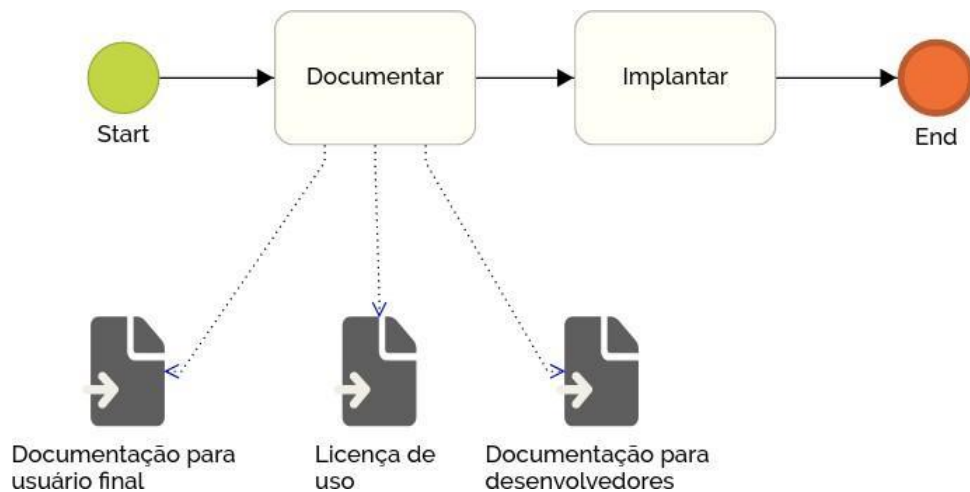 Documentar
Implantar
Start
End
Documentação para
usuário final
Licença de
uso
Documentação para
desenvolvedores